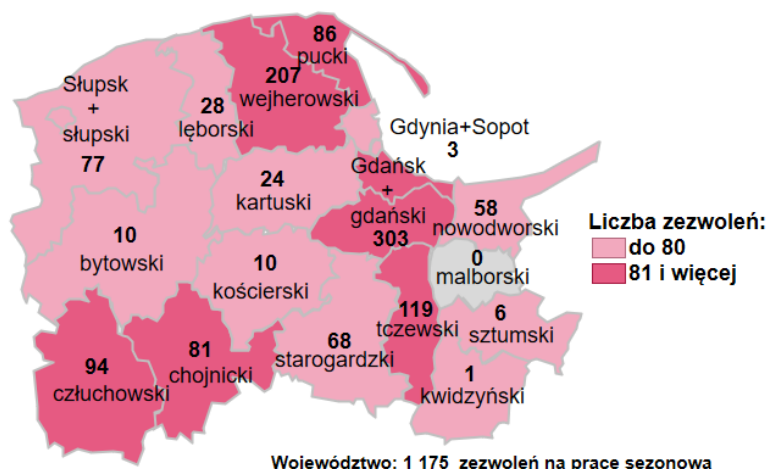 86
pucki
207
wejherowski
Słupsk
+
słupski
77
28
lęborski
Gdynia+Sopot
3
Gdańsk
+
gdański
303
24
kartuski
58
nowodworski
10
bytowski
10
kościerski
0
malborski
Liczba zezwoleń:
do 80
81 i więcej
119
tczewski
6
sztumski
68
starogardzki
94
człuchowski
81
chojnicki
1
kwidzyński
Województwo: 1 175 zezwoleń na pracę sezonową